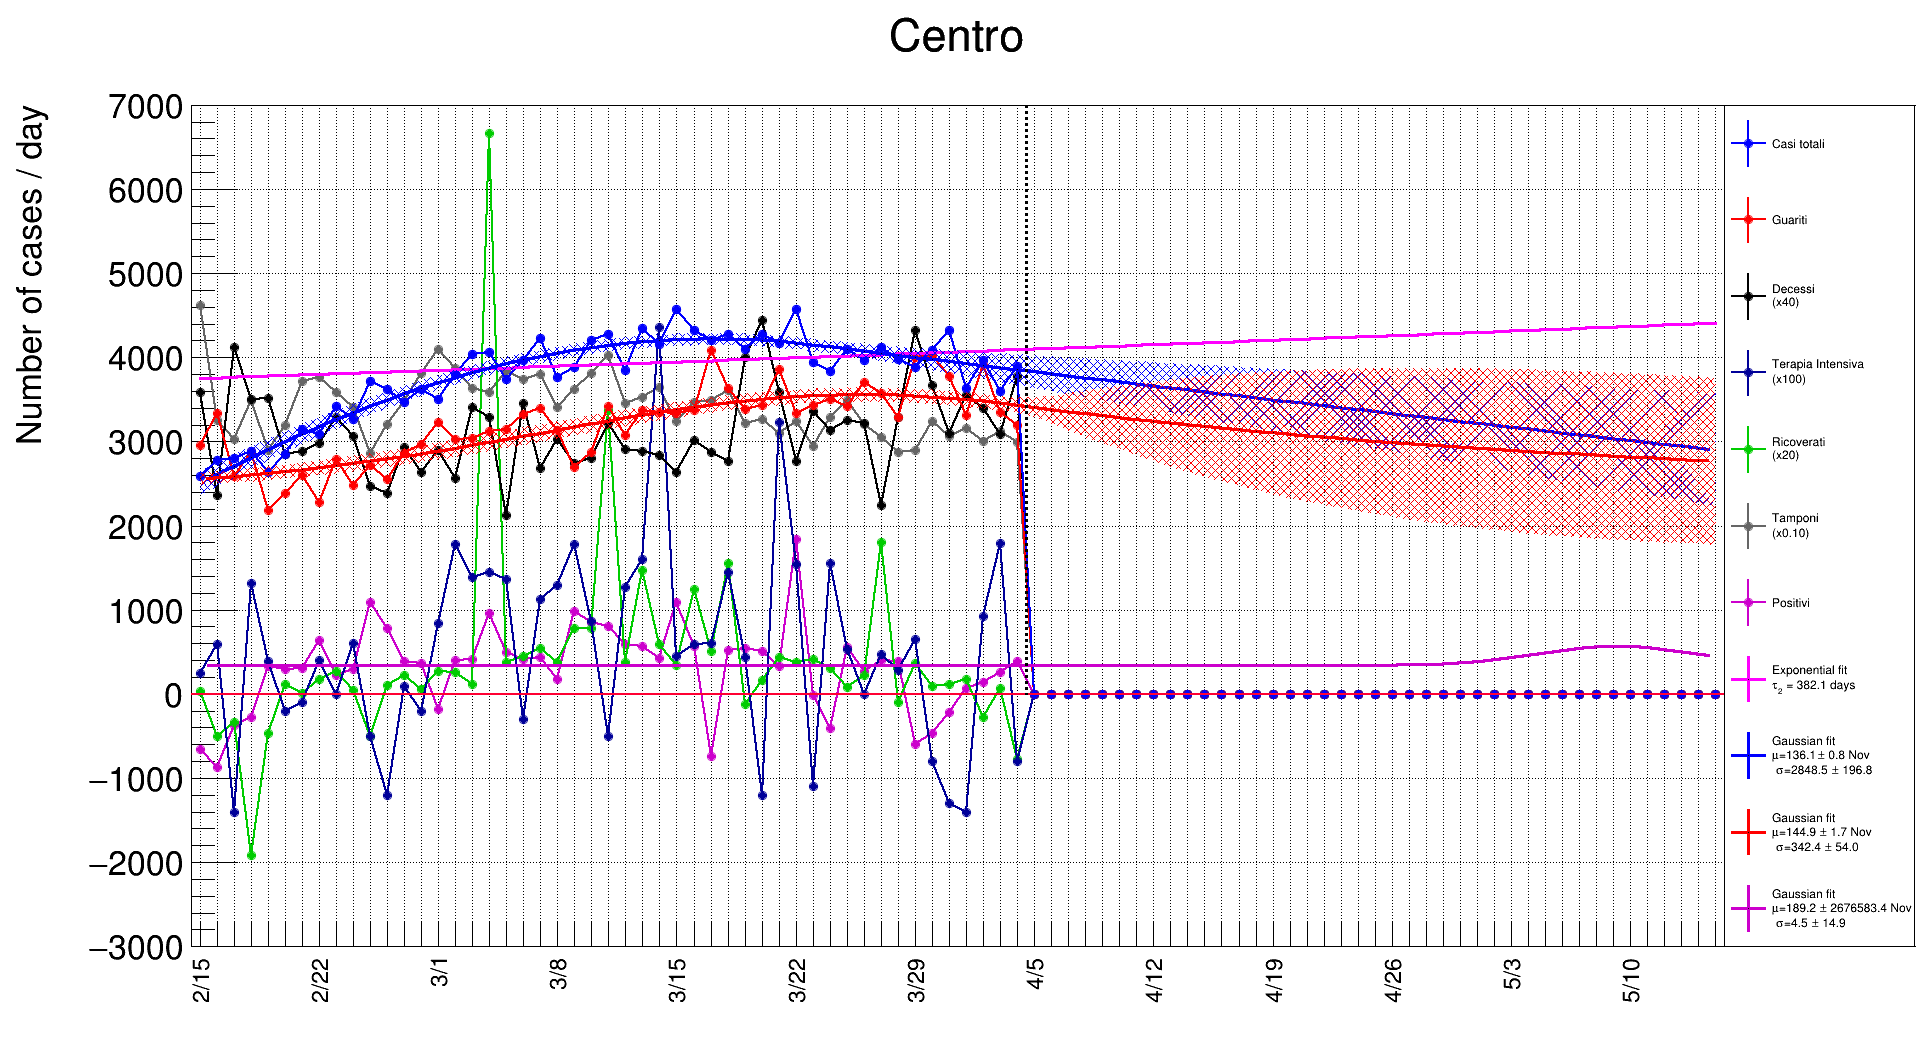 Centro
Number of cases / day
7000
6000
5000
4000
3000
2000
1000
0
−1000
−2000
−3000
2/15
2/22
3/1
3/8
3/15
3/22
3/29
4/5
4/12
4/19
4/26
5/3
5/10
Casi totali
Guariti
Decessi
(x40)
Terapia Intensiva
(x100)
Ricoverati
(x20)
Tamponi
(x0.10)
Positivi
Exponential fit
τ₂ = 382.1 days
Gaussian fit
μ=136.1 ± 0.8 Nov
σ=2848.5 ± 196.8
Gaussian fit
μ=144.9 ± 1.7 Nov
σ=342.4 ± 54.0
Gaussian fit
μ=189.2 ± 2676583.4 Nov
σ=4.5 ± 14.9